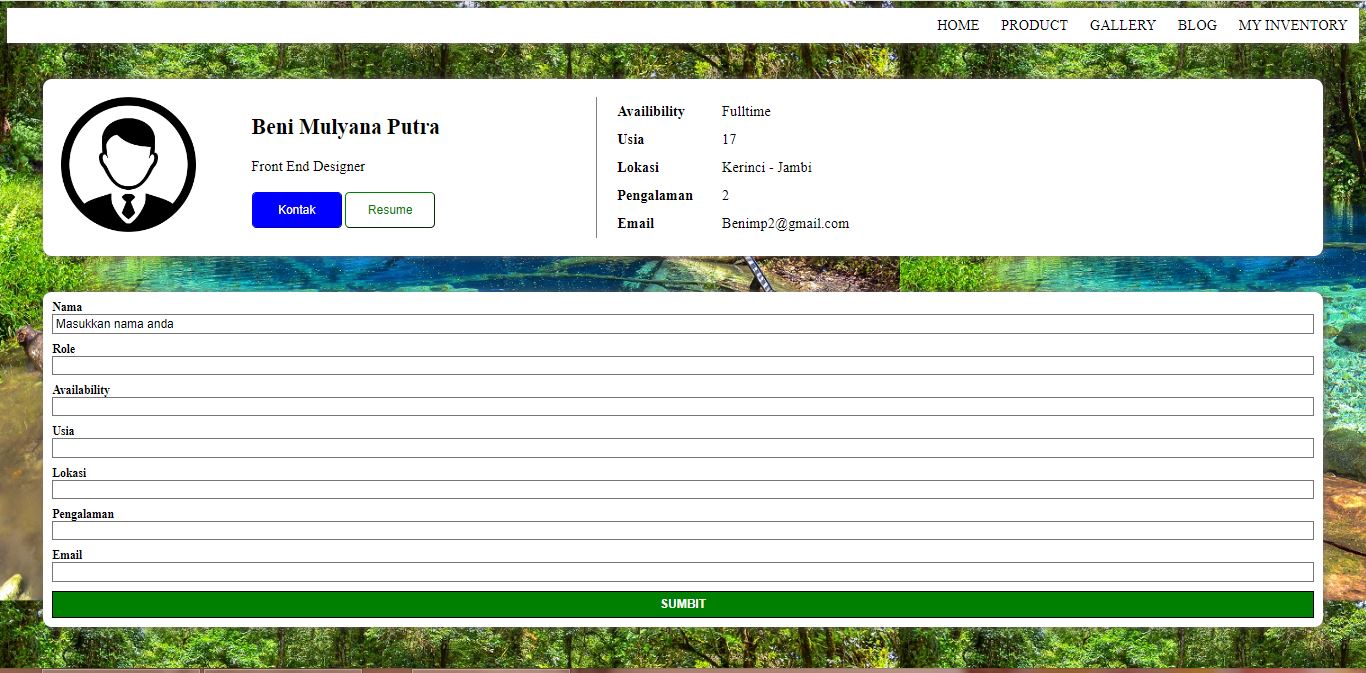 HOME PRODUCT GALLERY BLOG MY INVENTORY
Beni Mulyana Putra
Front End Designer
Kontak Resume
Availibility Fulltime
Usia 17
Lokasi Kerinci - Jambi
Pengalaman 2
Email Benimp2@gmail.com
Nama
Masukkan nama anda
Role
Availability
Usia
Lokasi
Pengalaman
Email
SUMBIT